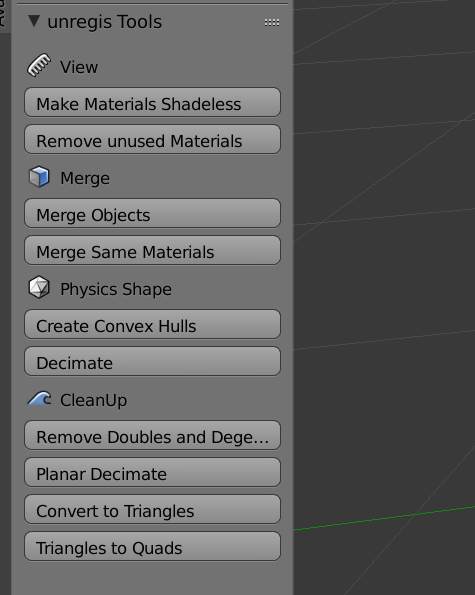 unregis Tools
View
Make Materials Shadeless
Remove unused Materials
Merge
Merge Objects
Merge Same Materials
Physics Shape
Create Convex Hulls
Decimate
CleanUp
Remove Doubles and Dege...
Planar Decimate
Convert to Triangles
Triangles to Quads